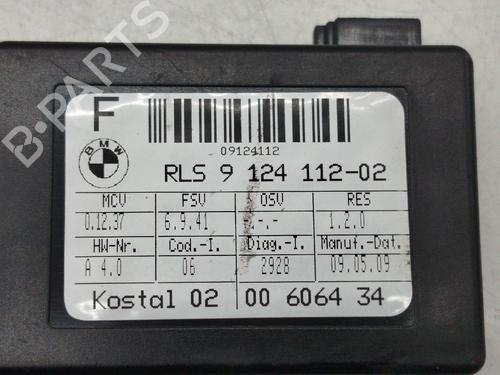 F
BMW
09124112
RLS 9 124 112-02
MCV FSV OSV RES
0.12.37 6.9.41 -.-.- 1.2.0
HW-Nr. Cod.-I. Diag.-I. Manuf.-Dat.
A 4.0 06 2928 09.05.09
Kostal 02 00 6064 34
B-PARTS